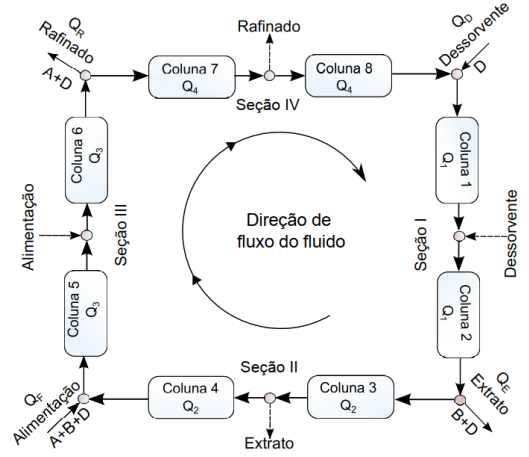 Q_R
Rafinado
A+D
Rafinado
Q_D
Dessorvente
D
Coluna 7
Q_4
Coluna 8
Q_4
Seção IV
Coluna 6
Q_3
Coluna 1
Q_1
Alimentação
Seção III
Direção de
fluxo do fluido
Seção I
Dessorvente
Coluna 5
Q_3
Coluna 2
Q_1
Q_F
Alimentação
A+B+D
Seção II
Coluna 4
Q_2
Coluna 3
Q_2
Extrato
Q_E
Extrato
B+D